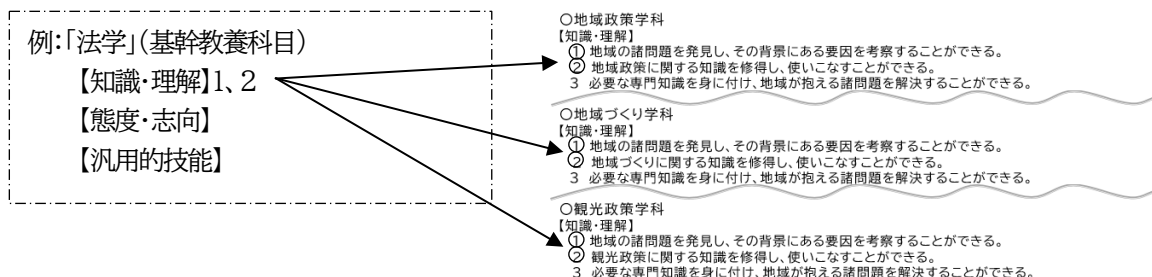 例:「法学」(基幹教養科目)
【知識・理解】1、2
【態度・志向】
【汎用的技能】
〇地域政策学科
【知識・理解】
① 地域の諸問題を発見し、その背景にある要因を考察することができる。
② 地域政策に関する知識を修得し、使いこなすことができる。
3 必要な専門知識を身に付け、地域が抱える諸問題を解決することができる。
〇地域づくり学科
【知識・理解】
① 地域の諸問題を発見し、その背景にある要因を考察することができる。
② 地域づくりに関する知識を修得し、使いこなすことができる。
3 必要な専門知識を身に付け、地域が抱える諸問題を解決することができる。
〇観光政策学科
【知識・理解】
① 地域の諸問題を発見し、その背景にある要因を考察することができる。
② 観光政策に関する知識を修得し、使いこなすことができる。
3 必要な専門知識を身に付け、地域が抱える諸問題を解決することができる。